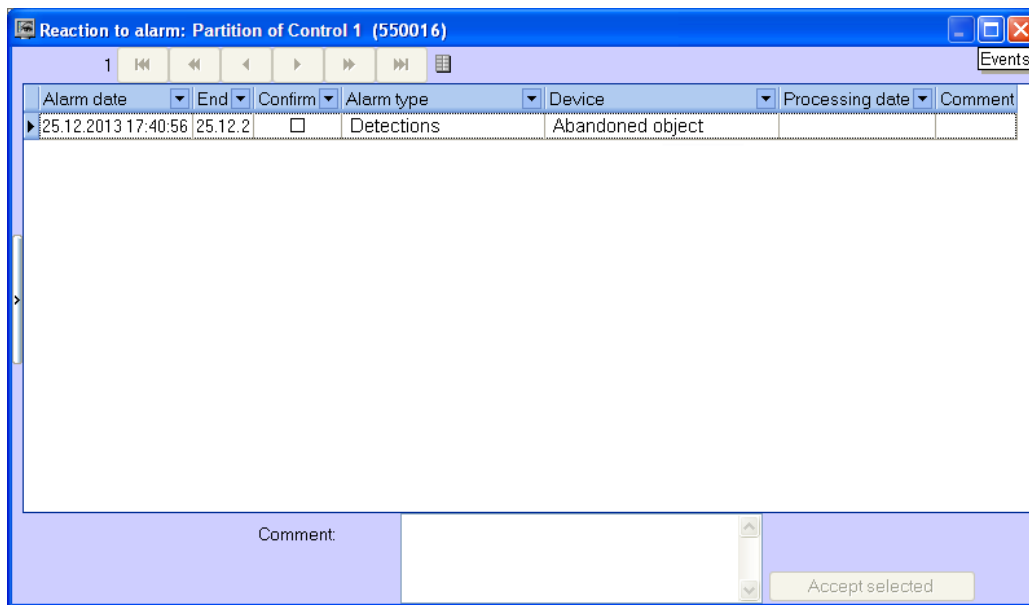 Reaction to alarm: Partition of Control 1 (550016)
1
Events
Alarm date End Confirm Alarm type Device Processing date Comment
25.12.2013 17:40:56 25.12.2 Detections Abandoned object
>
Comment:
Accept selected